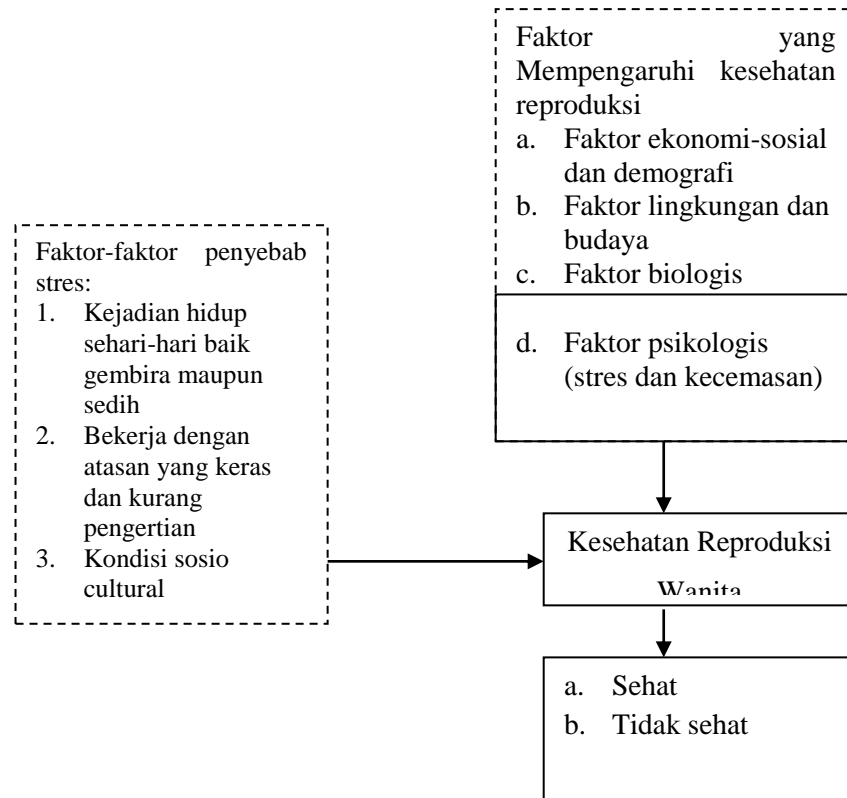 Faktor yang
Mempengaruhi kesehatan
reproduksi
a. Faktor ekonomi-sosial
dan demografi
b. Faktor lingkungan dan
budaya
c. Faktor biologis
d. Faktor psikologis
(stres dan kecemasan)
Faktor-faktor penyebab
stres:
1. Kejadian hidup
sehari-hari baik
gembira maupun
sedih
2. Bekerja dengan
atasan yang keras
dan kurang
pengertian
3. Kondisi sosio
cultural
Kesehatan Reproduksi
Wanita
a. Sehat
b. Tidak sehat